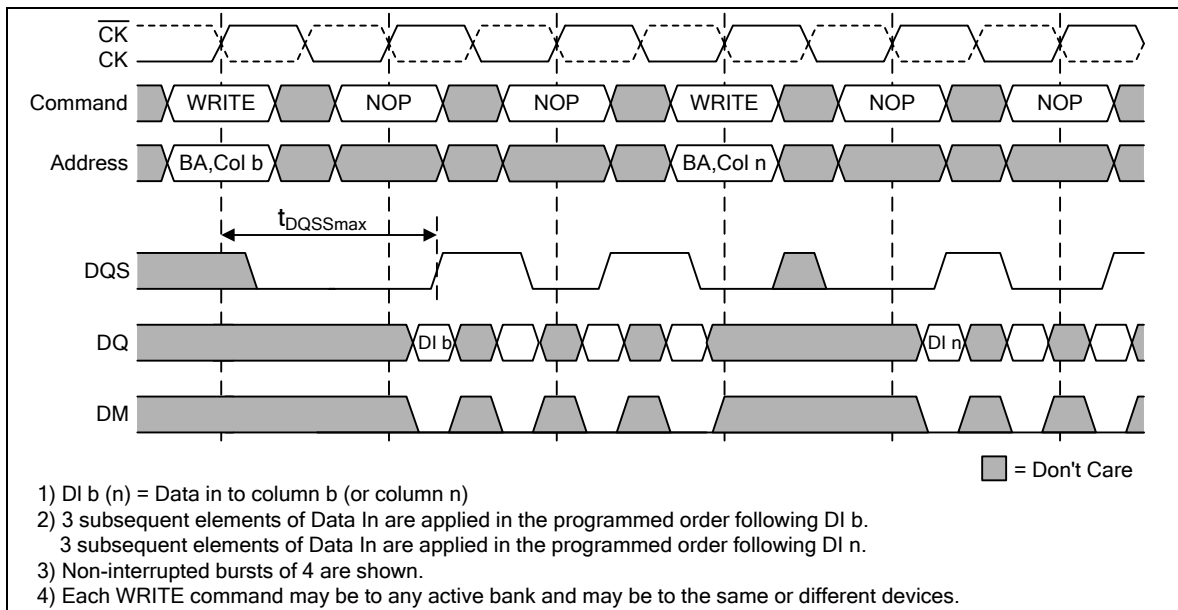 CK
CK
Command WRITE NOP NOP WRITE NOP NOP
Address BA,Col b BA,Col n
tDQSSmax
DQS
DQ DI b DI n
DM
= Don't Care
1) DI b (n) = Data in to column b (or column n)
2) 3 subsequent elements of Data In are applied in the programmed order following DI b.
3 subsequent elements of Data In are applied in the programmed order following DI n.
3) Non-interrupted bursts of 4 are shown.
4) Each WRITE command may be to any active bank and may be to the same or different devices.